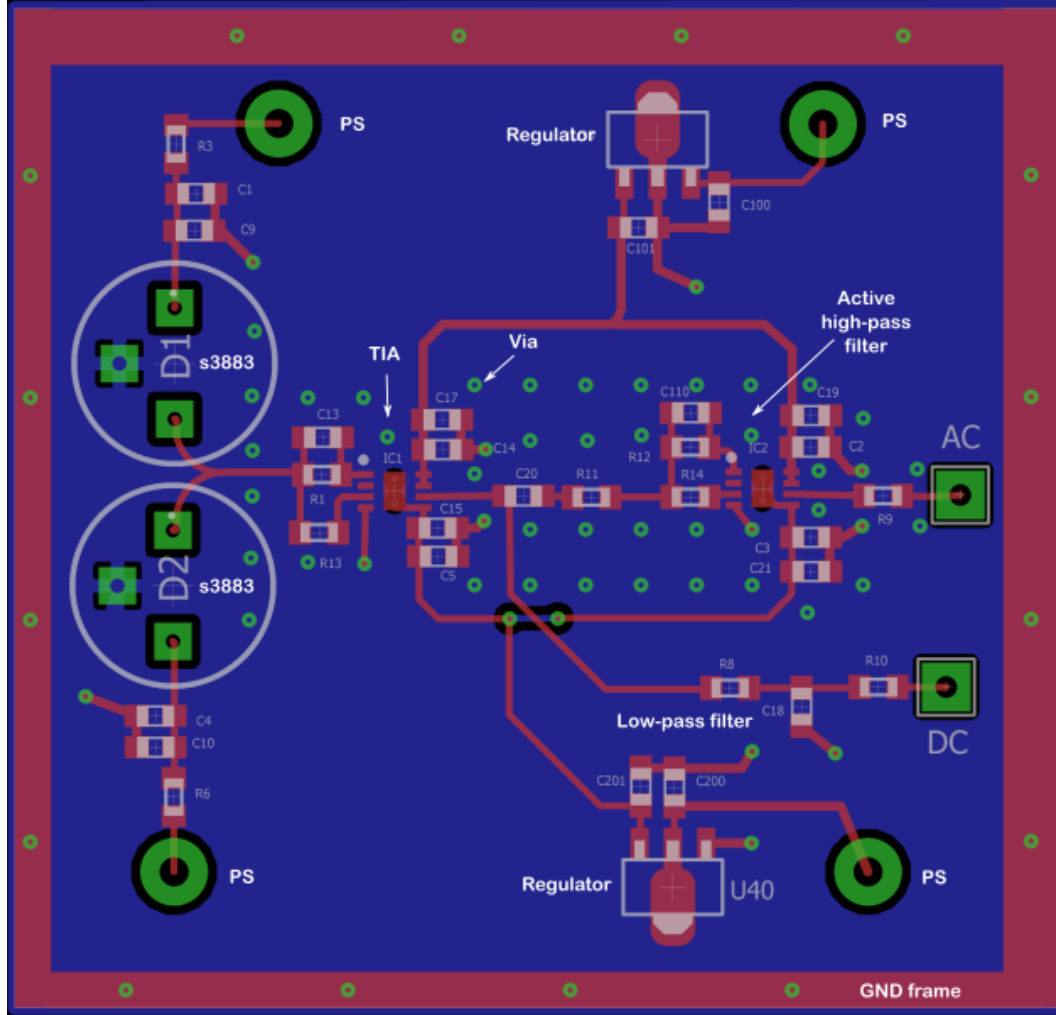 PS
PS
Regulator
R3
C1
C100
C9
C101
Active
high-pass
filter
D1
s3883
TIA
Via
C17
C110
C19
C13
AC
C14
IC1
R12
IC2
C2
C20
R11
R14
R1
R9
C15
R13
C5
C3
C21
D2
s3883
R8
R10
C4
Low-pass filter
C18
DC
C10
C201
C200
R6
PS
Regulator
U40
PS
GND frame